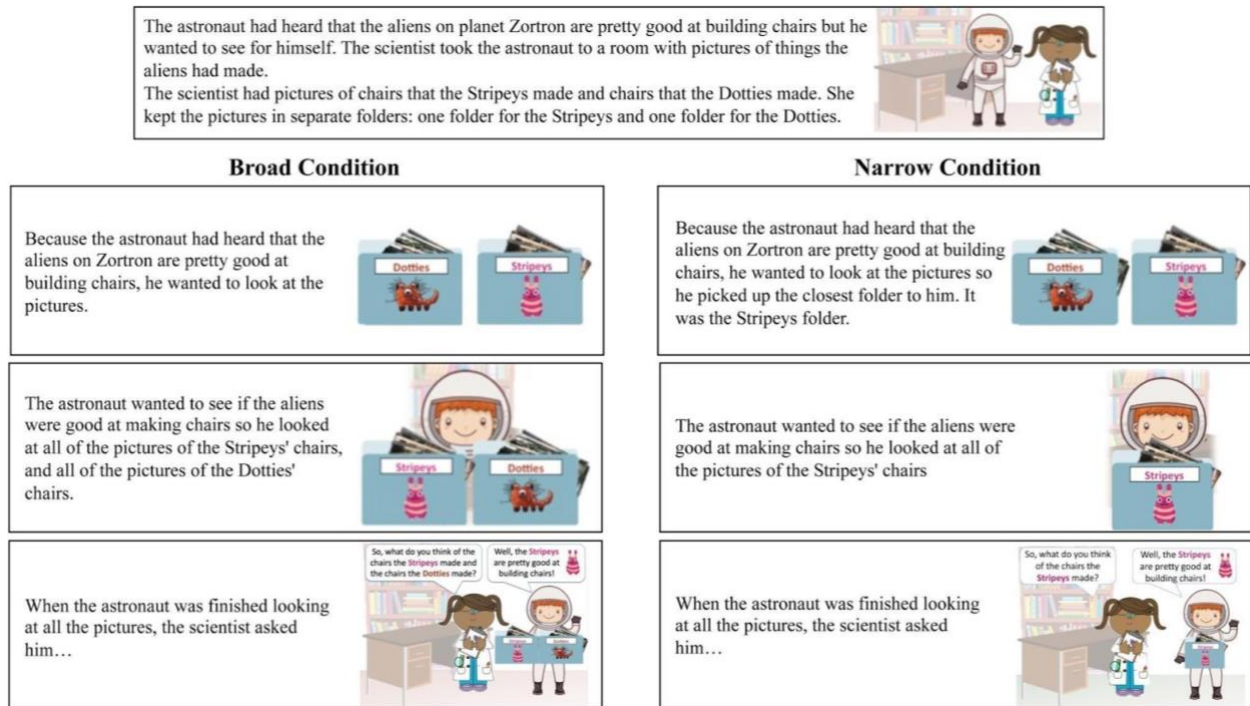 The astronaut had heard that the aliens on planet Zortron are pretty good at building chairs but he
wanted to see for himself. The scientist took the astronaut to a room with pictures of things the
aliens had made.
The scientist had pictures of chairs that the Stripeys made and chairs that the Dotties made. She
kept the pictures in separate folders: one folder for the Stripeys and one folder for the Dotties.
Broad Condition
Because the astronaut had heard that the
aliens on Zortron are pretty good at
building chairs, he wanted to look at the
pictures.
Dotties
Stripeys
The astronaut wanted to see if the aliens
were good at making chairs so he looked
at all of the pictures of the Stripeys' chairs,
and all of the pictures of the Dotties'
chairs.
Stripeys
Dotties
When the astronaut was finished looking
at all the pictures, the scientist asked
him…
So, what do you think of the
chairs the Stripeys made and
the chairs the Dotties made?
Well, the Stripeys
are pretty good at
building chairs!
Narrow Condition
Because the astronaut had heard that the
aliens on Zortron are pretty good at building
chairs, he wanted to look at the pictures so
he picked up the closest folder to him. It
was the Stripeys folder.
Dotties
Stripeys
The astronaut wanted to see if the aliens were
good at making chairs so he looked at all of
the pictures of the Stripeys' chairs
Stripeys
When the astronaut was finished looking
at all the pictures, the scientist asked
him…
So, what do you think
of the chairs the
Stripeys made?
Well, the Stripeys
are pretty good at
building chairs!